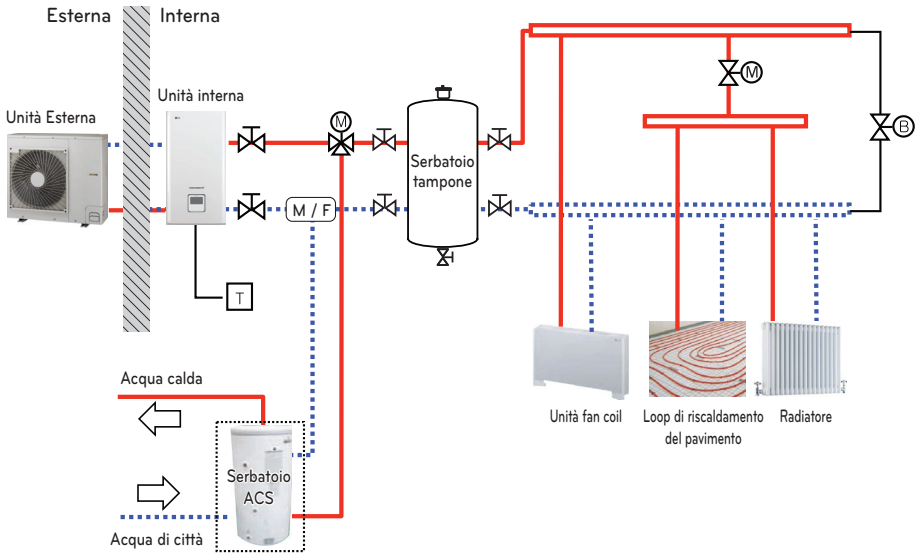 Esterna
Interna
Unità Esterna
Unità interna
M
M / F
T
Serbatoio
tampone
M
B
Unità fan coil
Loop di riscaldamento
del pavimento
Radiatore
Acqua calda
Serbatoio
ACS
Acqua di città